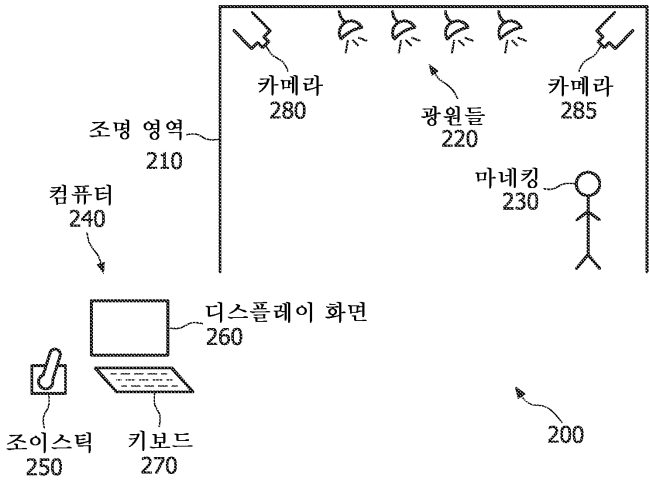 카메라
280
카메라
285
광원들
220
조명 영역
210
마네킹
230
컴퓨터
240
디스플레이 화면
260
조이스틱
250
키보드
270
200